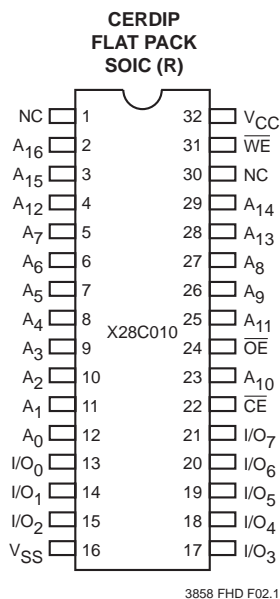 CERDIP
FLAT PACK
SOIC (R)
NC 1 32 VCC
A16 2 31 W̅E̅
A15 3 30 NC
A12 4 29 A14
A7 5 28 A13
A6 6 27 A8
A5 7 26 A9
A4 8 25 A11
X28C010
A3 9 24 O̅E̅
A2 10 23 A10
A1 11 22 C̅E̅
A0 12 21 I/O7
I/O0 13 20 I/O6
I/O1 14 19 I/O5
I/O2 15 18 I/O4
VSS 16 17 I/O3
3858 FHD F02.1